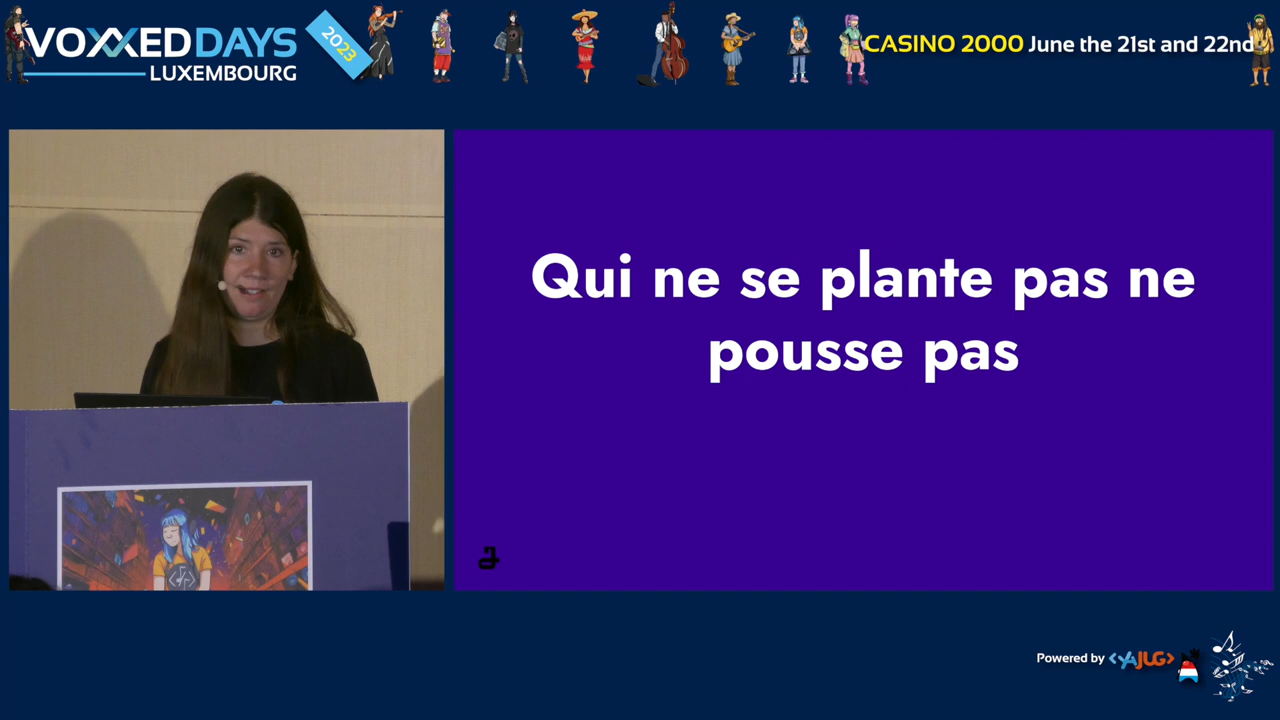 VOXXED DAYS
LUXEMBOURG
2023
CASINO 2000 June the 21st and 22nd
Qui ne se plante pas ne
pousse pas
Powered by <YAJUG>